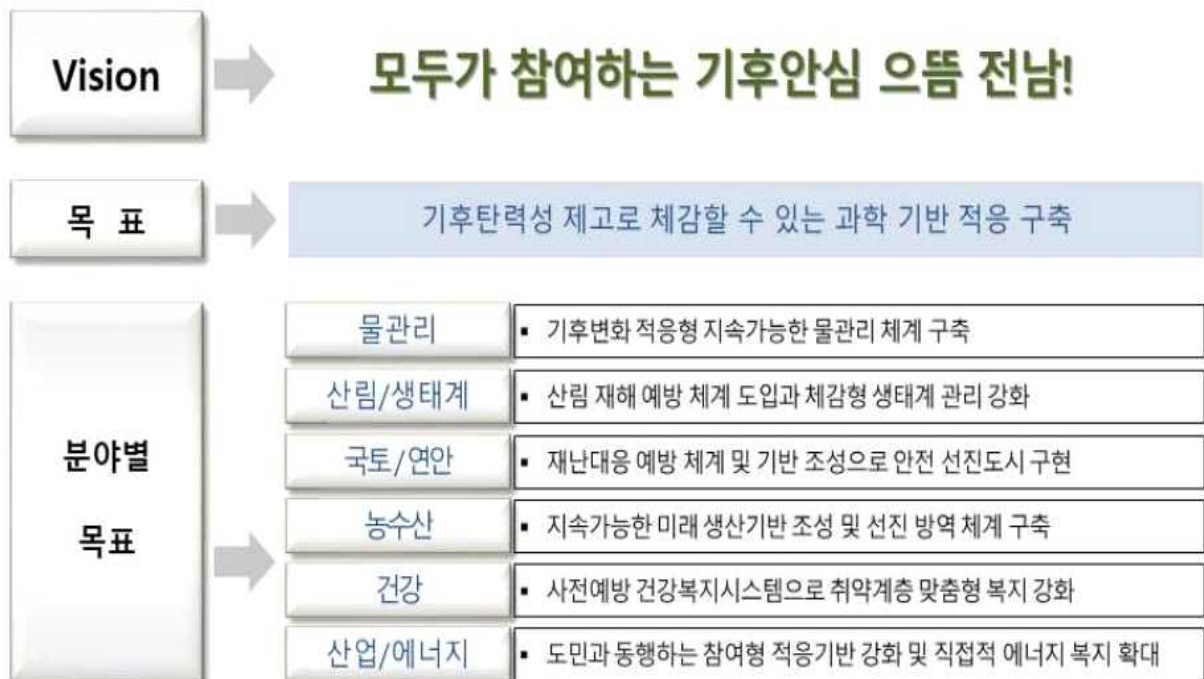 Vision
모두가 참여하는 기후안심 으뜸 전남!
목 표
기후탄력성 제고로 체감할 수 있는 과학 기반 적응 구축
분야별
목표
물관리
▪ 기후변화 적응형 지속가능한 물관리 체계 구축
산림/생태계
▪ 산림 재해 예방 체계 도입과 체감형 생태계 관리 강화
국토/연안
▪ 재난대응 예방 체계 및 기반 조성으로 안전 선진도시 구현
농수산
▪ 지속가능한 미래 생산기반 조성 및 선진 방역 체계 구축
건강
▪ 사전예방 건강복지시스템으로 취약계층 맞춤형 복지 강화
산업/에너지
▪ 도민과 동행하는 참여형 적응기반 강화 및 직접적 에너지 복지 확대